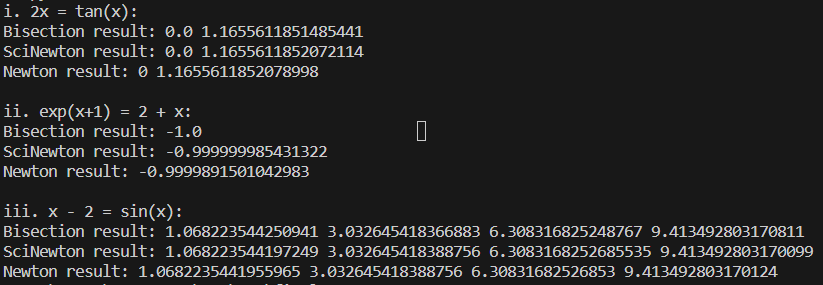 i. 2x = tan(x):
Bisection result: 0.0 1.1655611851485441
SciNewton result: 0.0 1.1655611852072114
Newton result: 0 1.1655611852078998
ii. exp(x+1) = 2 + x:
Bisection result: -1.0
SciNewton result: -0.999999985431322
Newton result: -0.9999891501042983
iii. x - 2 = sin(x):
Bisection result: 1.068223544250941 3.032645418366883 6.308316825248767 9.413492803170811
SciNewton result: 1.068223544197249 3.032645418388756 6.3083168252685535 9.413492803170099
Newton result: 1.0682235441955965 3.032645418388756 6.30831682526853 9.413492803170124